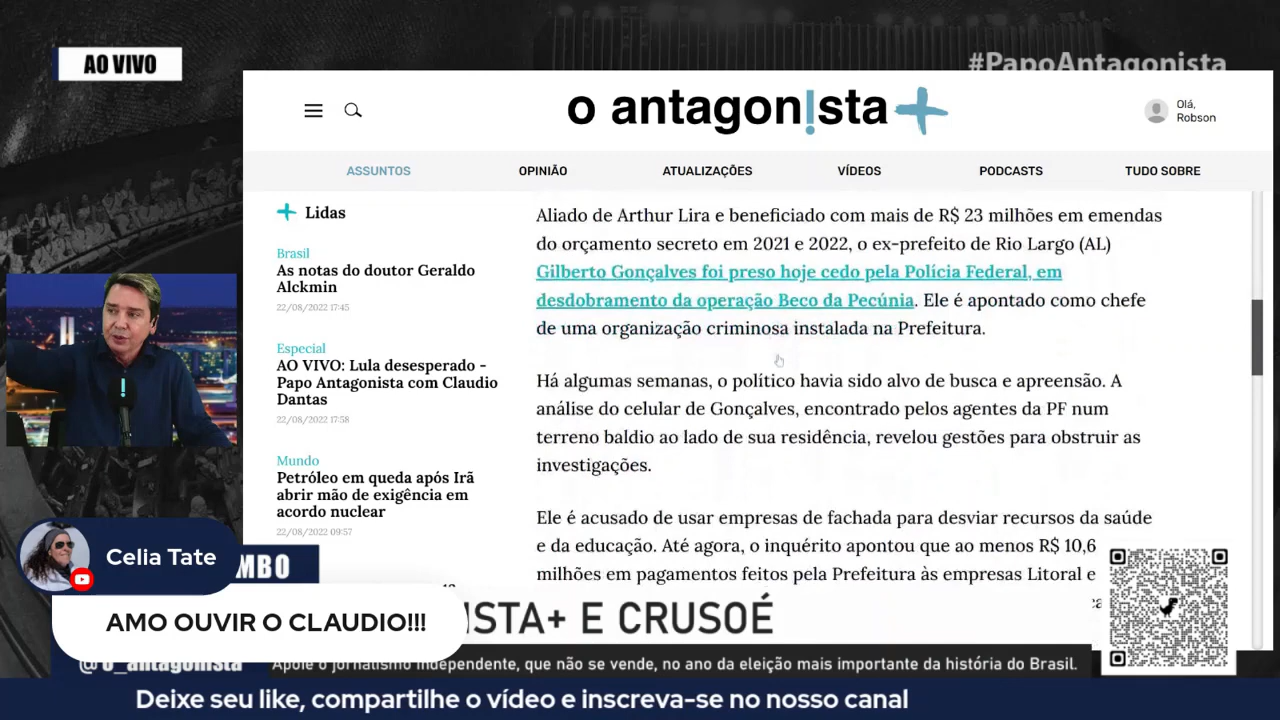 AO VIVO
#PapoAntagonista
o antagon!sta+
Olá,
Robson
ASSUNTOS
OPINIÃO
ATUALIZAÇÕES
VÍDEOS
PODCASTS
TUDO SOBRE
+ Lidas
Brasil
As notas do doutor Geraldo
Alckmin
22/08/2022 17:45
Especial
AO VIVO: Lula desesperado -
Papo Antagonista com Claudio
Dantas
22/08/2022 17:58
Mundo
Petróleo em queda após Irã
abrir mão de exigência em
acordo nuclear
22/08/2022 09:57
Aliado de Arthur Lira e beneficiado com mais de R$ 23 milhões em emendas
do orçamento secreto em 2021 e 2022, o ex-prefeito de Rio Largo (AL)
Gilberto Gonçalves foi preso hoje cedo pela Polícia Federal, em
desdobramento da operação Beco da Pecúnia. Ele é apontado como chefe
de uma organização criminosa instalada na Prefeitura.
Há algumas semanas, o político havia sido alvo de busca e apreensão. A
análise do celular de Gonçalves, encontrado pelos agentes da PF num
terreno baldio ao lado de sua residência, revelou gestões para obstruir as
investigações.
Ele é acusado de usar empresas de fachada para desviar recursos da saúde
e da educação. Até agora, o inquérito apontou que ao menos R$ 10,6
milhões em pagamentos feitos pela Prefeitura às empresas Litoral e
Celia Tate
MBO
AMO OUVIR O CLAUDIO!!!
ISTA+ E CRUSOÉ
@o_antagonista
Apoie o jornalismo independente, que não se vende, no ano da eleição mais importante da história do Brasil.
Deixe seu like, compartilhe o vídeo e inscreva-se no nosso canal